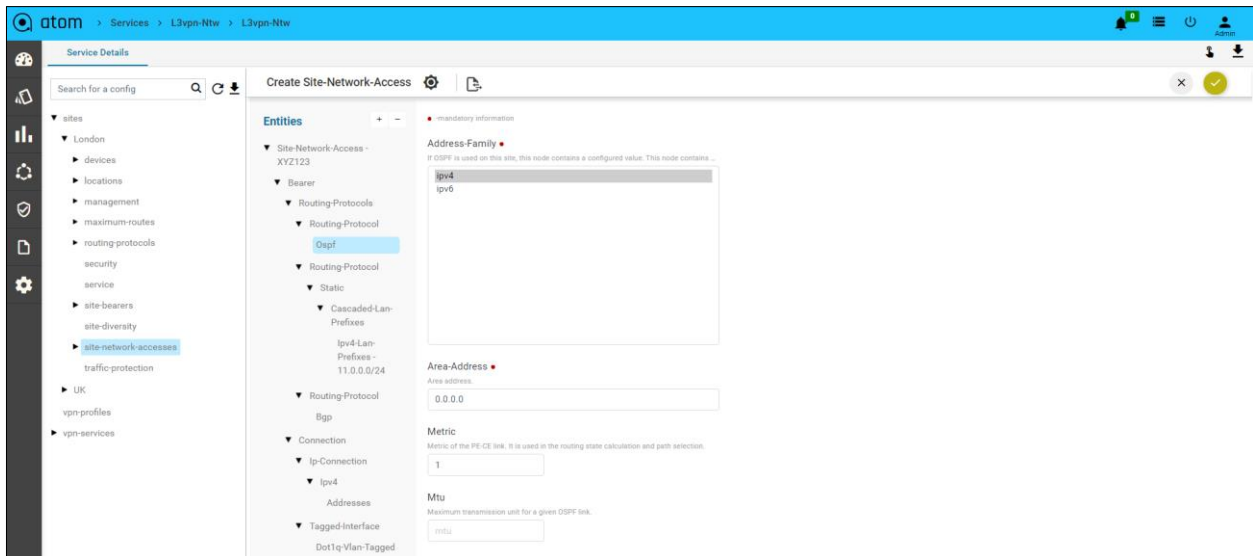 atom > Services > L3vpn-Ntw > L3vpn-Ntw
0
Admin
Service Details
Search for a config
sites
London
devices
locations
management
maximum-routes
routing-protocols
security
service
site-bearers
site-diversity
site-network-accesses
traffic-protection
UK
vpn-profiles
vpn-services
Create Site-Network-Access
Entities + -
Site-Network-Access -
XYZ123
Bearer
Routing-Protocols
Routing-Protocol
Ospf
Routing-Protocol
Static
Cascaded-Lan-
Prefixes
Ipv4-Lan-
Prefixes -
11.0.0.0/24
Routing-Protocol
Bgp
Connection
Ip-Connection
Ipv4
Addresses
Tagged-Interface
Dot1q-Vlan-Tagged
-mandatory information
Address-Family
If OSPF is used on this site, this node contains a configured value. This node contains ...
ipv4
ipv6
Area-Address
Area address.
0.0.0.0
Metric
Metric of the PE-CE link. It is used in the routing state calculation and path selection.
1
Mtu
Maximum transmission unit for a given OSPF link.
mtu